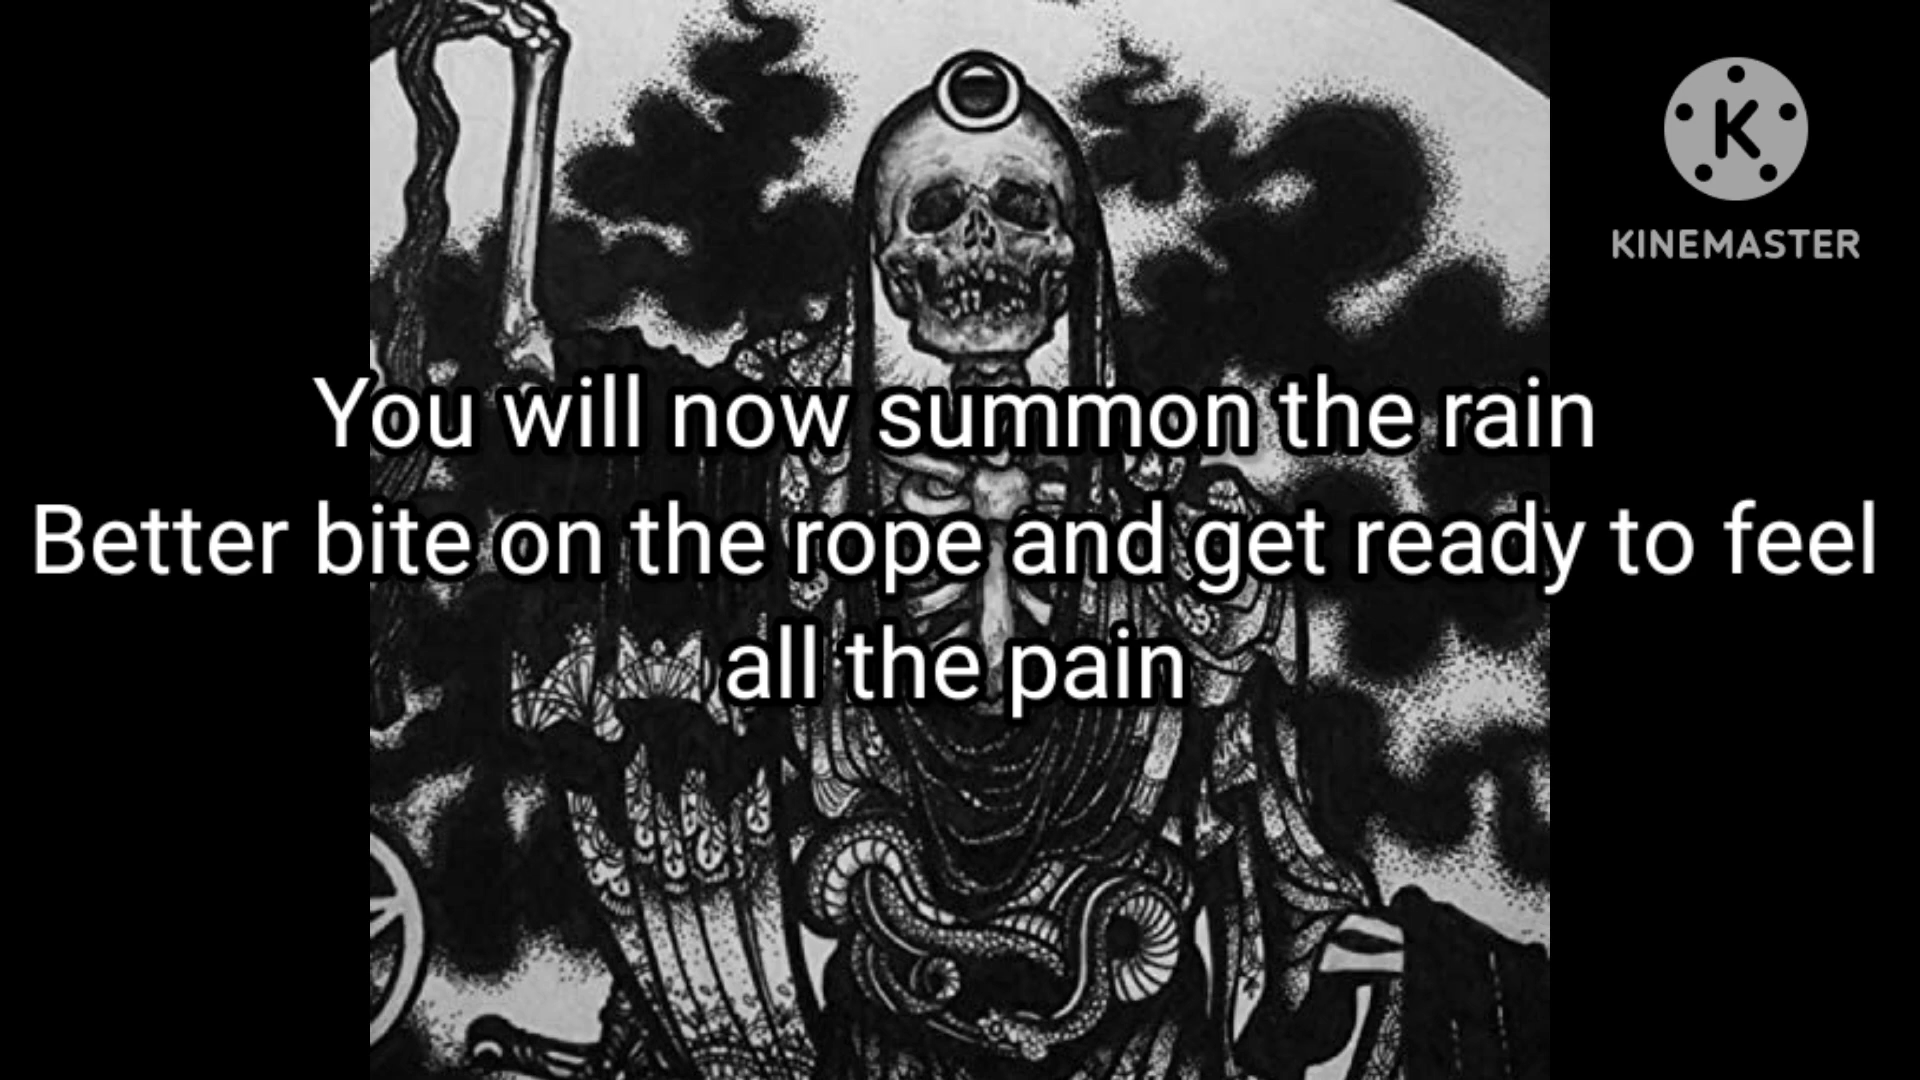 K
KINEMASTER
You will now summon the rain
Better bite on the rope and get ready to feel
all the pain